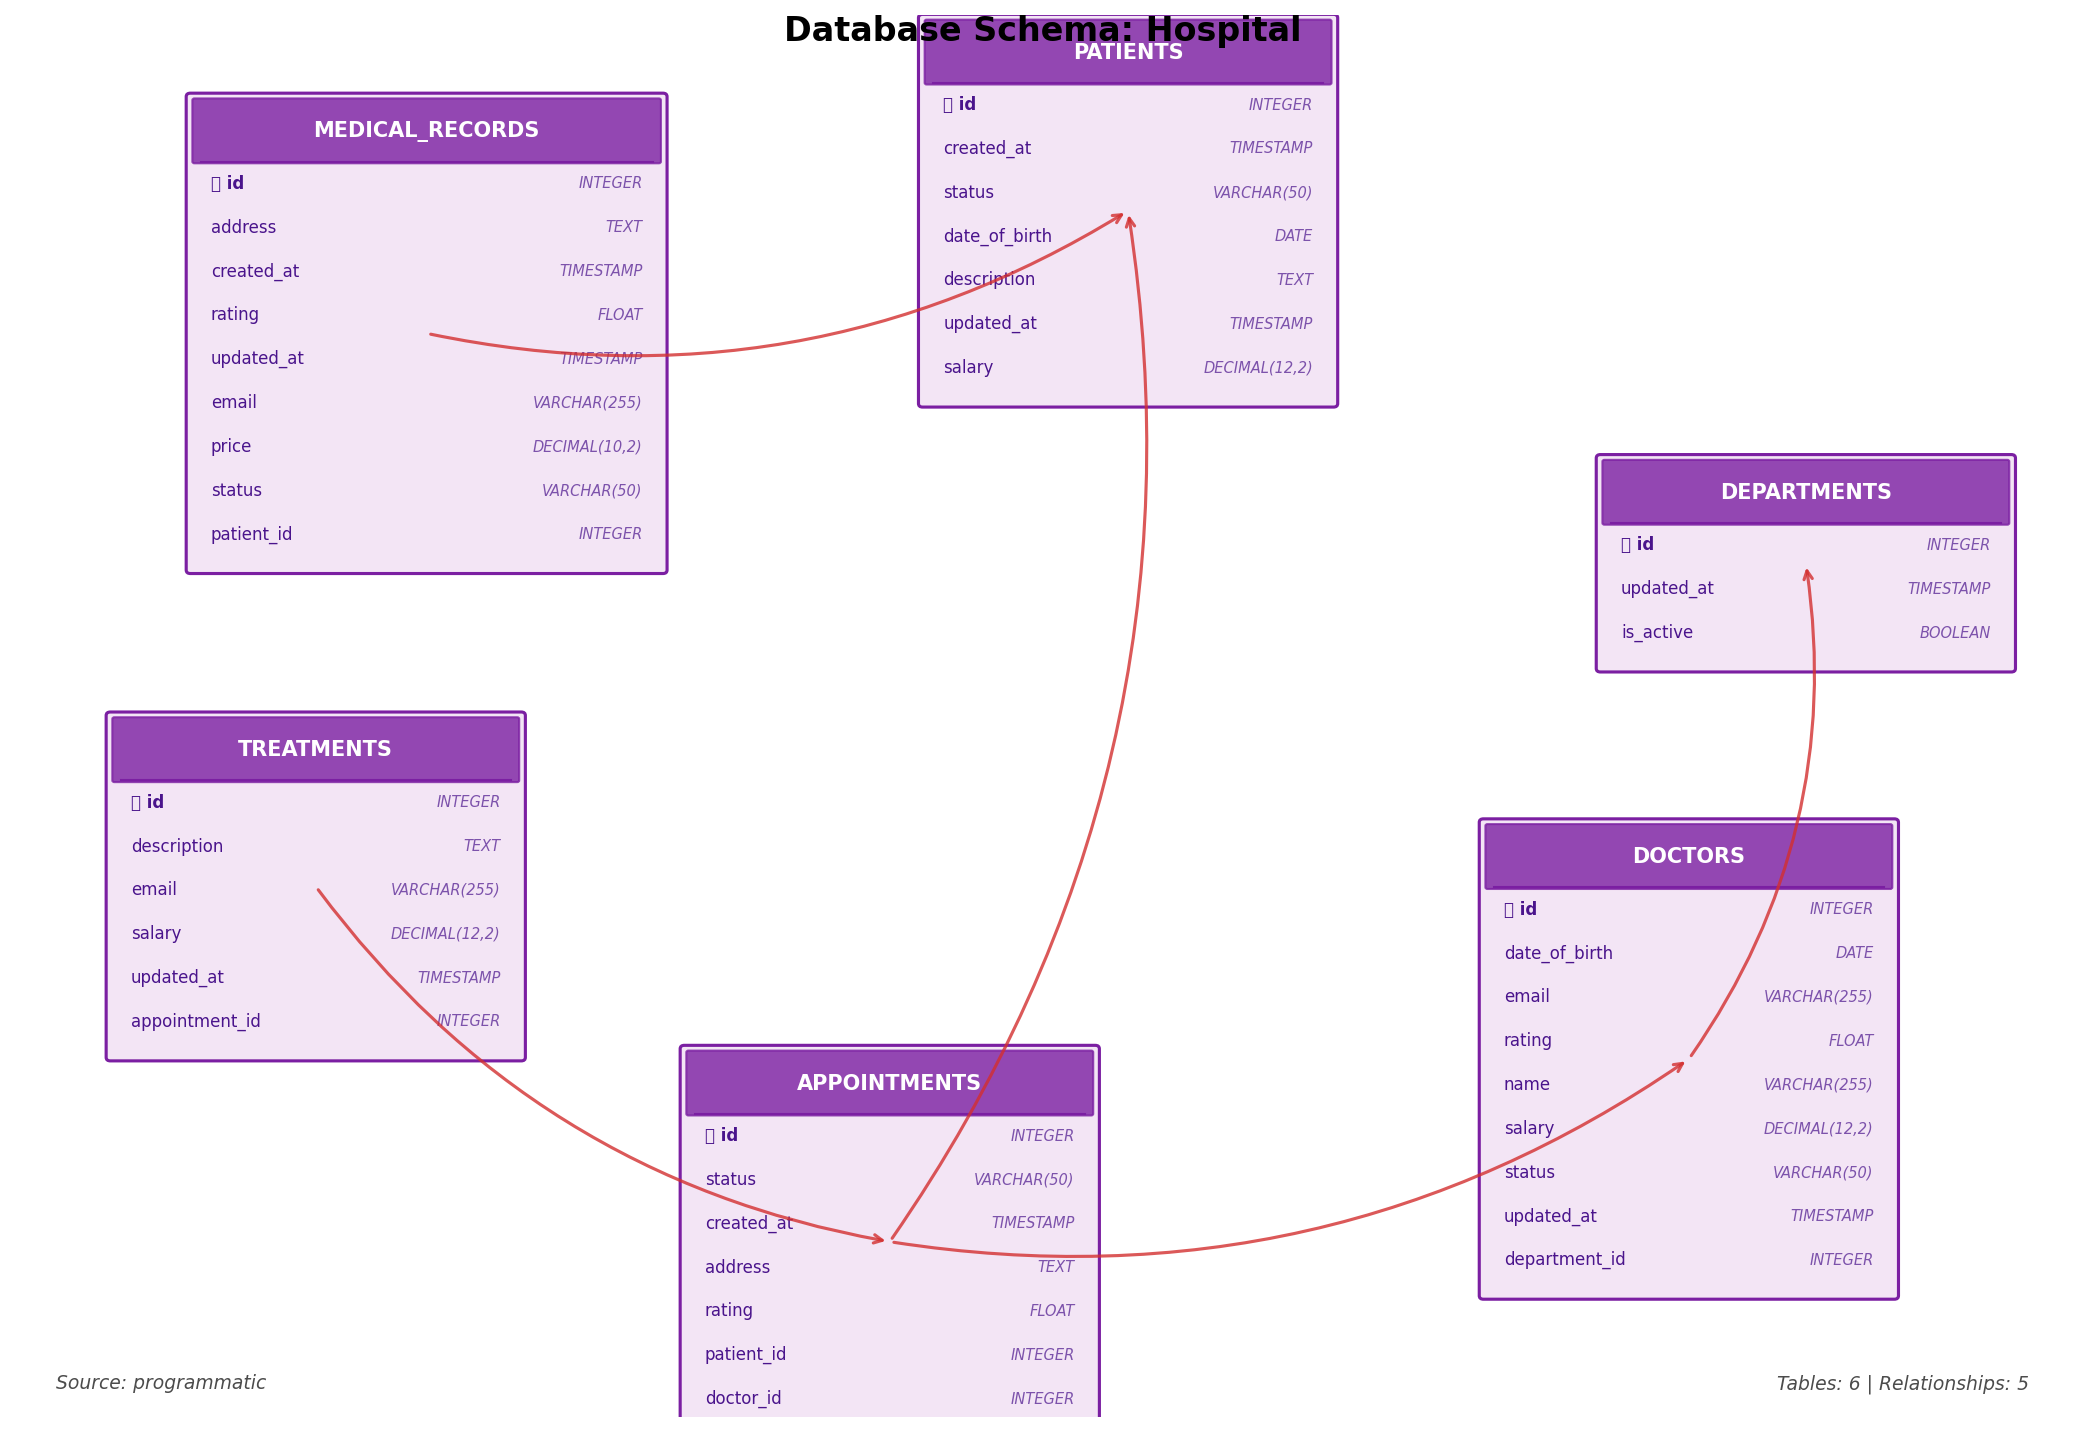 Database Schema: Hospital
PATIENTS
id INTEGER
created_at TIMESTAMP
status VARCHAR(50)
date_of_birth DATE
description TEXT
updated_at TIMESTAMP
salary DECIMAL(12,2)
MEDICAL_RECORDS
id INTEGER
address TEXT
created_at TIMESTAMP
rating FLOAT
updated_at TIMESTAMP
email VARCHAR(255)
price DECIMAL(10,2)
status VARCHAR(50)
patient_id INTEGER
DEPARTMENTS
id INTEGER
updated_at TIMESTAMP
is_active BOOLEAN
TREATMENTS
id INTEGER
description TEXT
email VARCHAR(255)
salary DECIMAL(12,2)
updated_at TIMESTAMP
appointment_id INTEGER
DOCTORS
id INTEGER
date_of_birth DATE
email VARCHAR(255)
rating FLOAT
name VARCHAR(255)
salary DECIMAL(12,2)
status VARCHAR(50)
updated_at TIMESTAMP
department_id INTEGER
APPOINTMENTS
id INTEGER
status VARCHAR(50)
created_at TIMESTAMP
address TEXT
rating FLOAT
patient_id INTEGER
doctor_id INTEGER
Source: programmatic
Tables: 6 | Relationships: 5